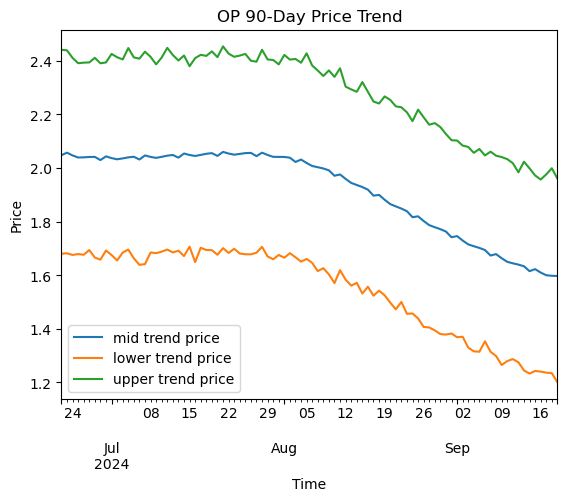 OP 90-Day Price Trend
Price
2.4
2.2
2.0
1.8
1.6
1.4
1.2
mid trend price
lower trend price
upper trend price
24 08 15 22 29 05 12 19 26 02 09 16
Jul Aug Sep
2024
Time